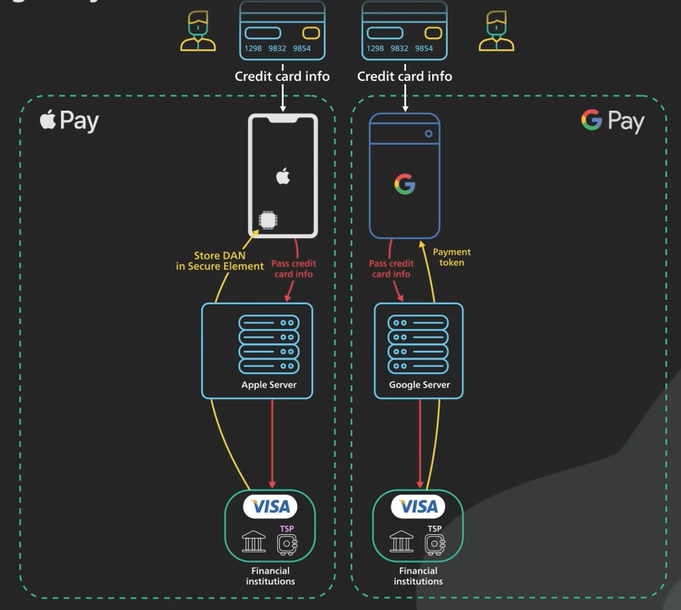 1298 9832 9854
1298 9832 9854
Credit card info
Credit card info
Pay
G Pay
Store DAN
in Secure Element
Pass credit
card info
Pass credit
card info
Payment
token
Apple Server
Google Server
VISA
TSP
VISA
TSP
Financial
institutions
Financial
institutions